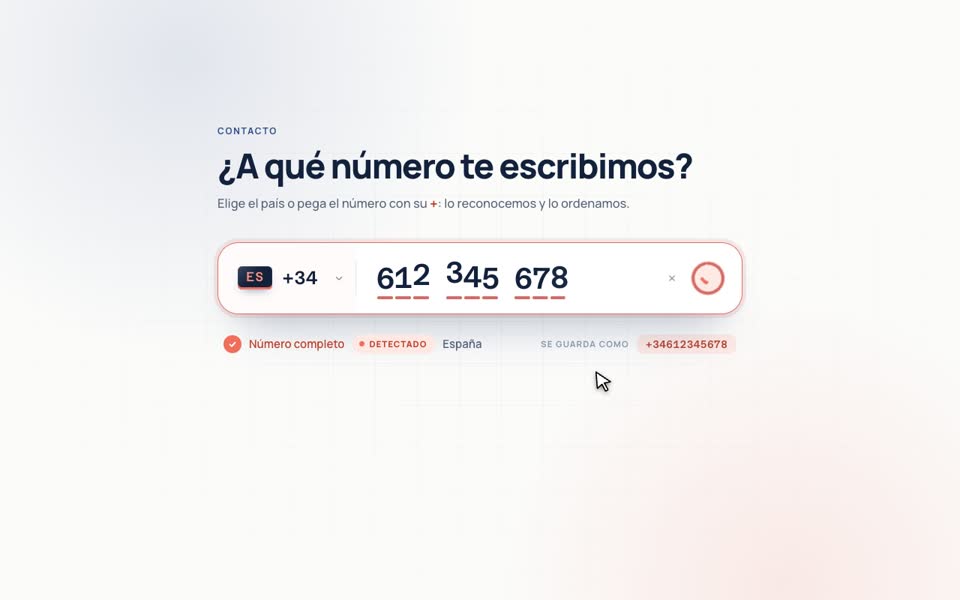 CONTACTO
¿A qué número te escribimos?
Elige el país o pega el número con su +: lo reconocemos y lo ordenamos.
ES +34 612 345 678 ×
Número completo DETECTADO España SE GUARDA COMO +34612345678